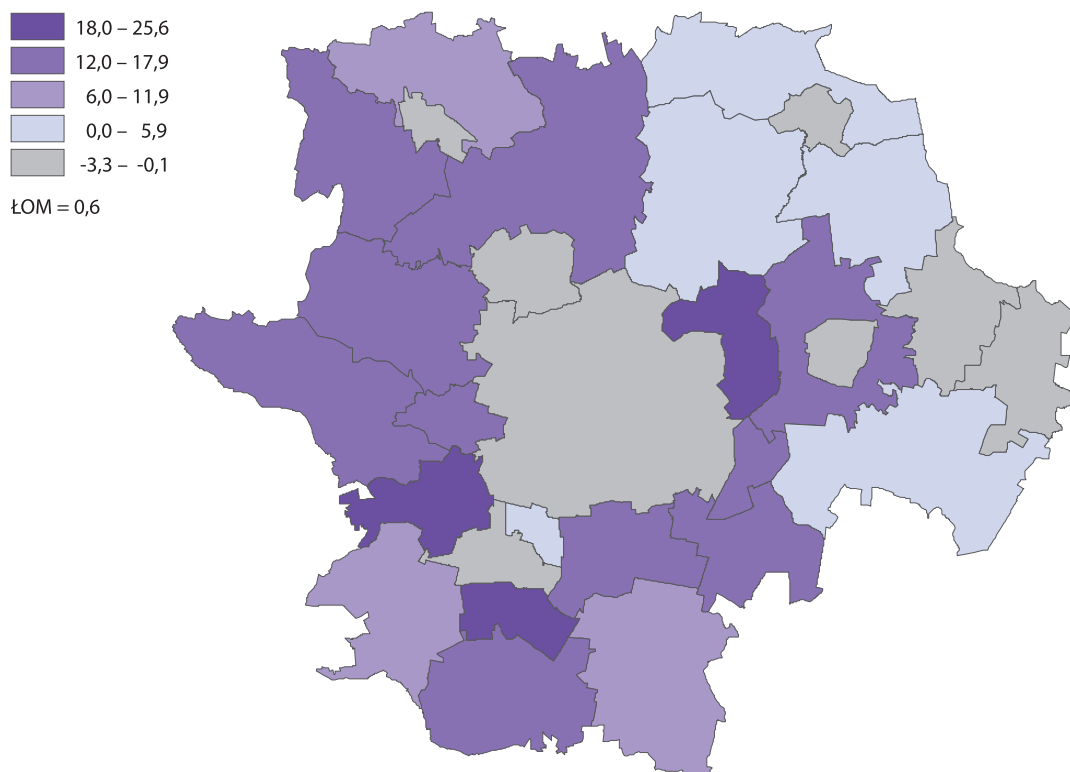 18,0 – 25,6
12,0 – 17,9
6,0 – 11,9
0,0 – 5,9
-3,3 – -0,1
ŁOM = 0,6